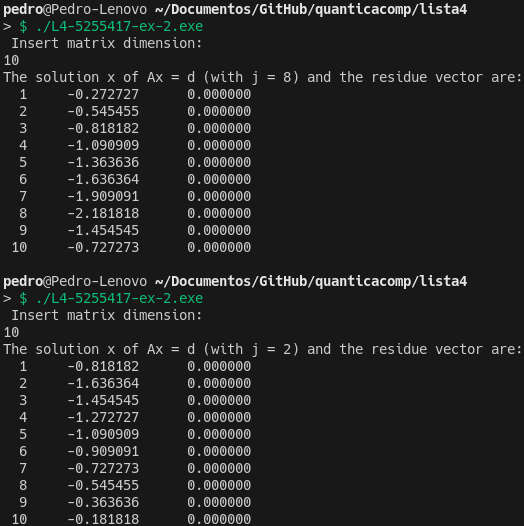 pedro@Pedro-Lenovo ~/Documentos/GitHub/quanticacomp/lista4
> $ ./L4-5255417-ex-2.exe
Insert matrix dimension:
10
The solution x of Ax = d (with j = 8) and the residue vector are:
1 -0.272727 0.000000
2 -0.545455 0.000000
3 -0.818182 0.000000
4 -1.090909 0.000000
5 -1.363636 0.000000
6 -1.636364 0.000000
7 -1.909091 0.000000
8 -2.181818 0.000000
9 -1.454545 0.000000
10 -0.727273 0.000000
pedro@Pedro-Lenovo ~/Documentos/GitHub/quanticacomp/lista4
> $ ./L4-5255417-ex-2.exe
Insert matrix dimension:
10
The solution x of Ax = d (with j = 2) and the residue vector are:
1 -0.818182 0.000000
2 -1.636364 0.000000
3 -1.454545 0.000000
4 -1.272727 0.000000
5 -1.090909 0.000000
6 -0.909091 0.000000
7 -0.727273 0.000000
8 -0.545455 0.000000
9 -0.363636 0.000000
10 -0.181818 0.000000